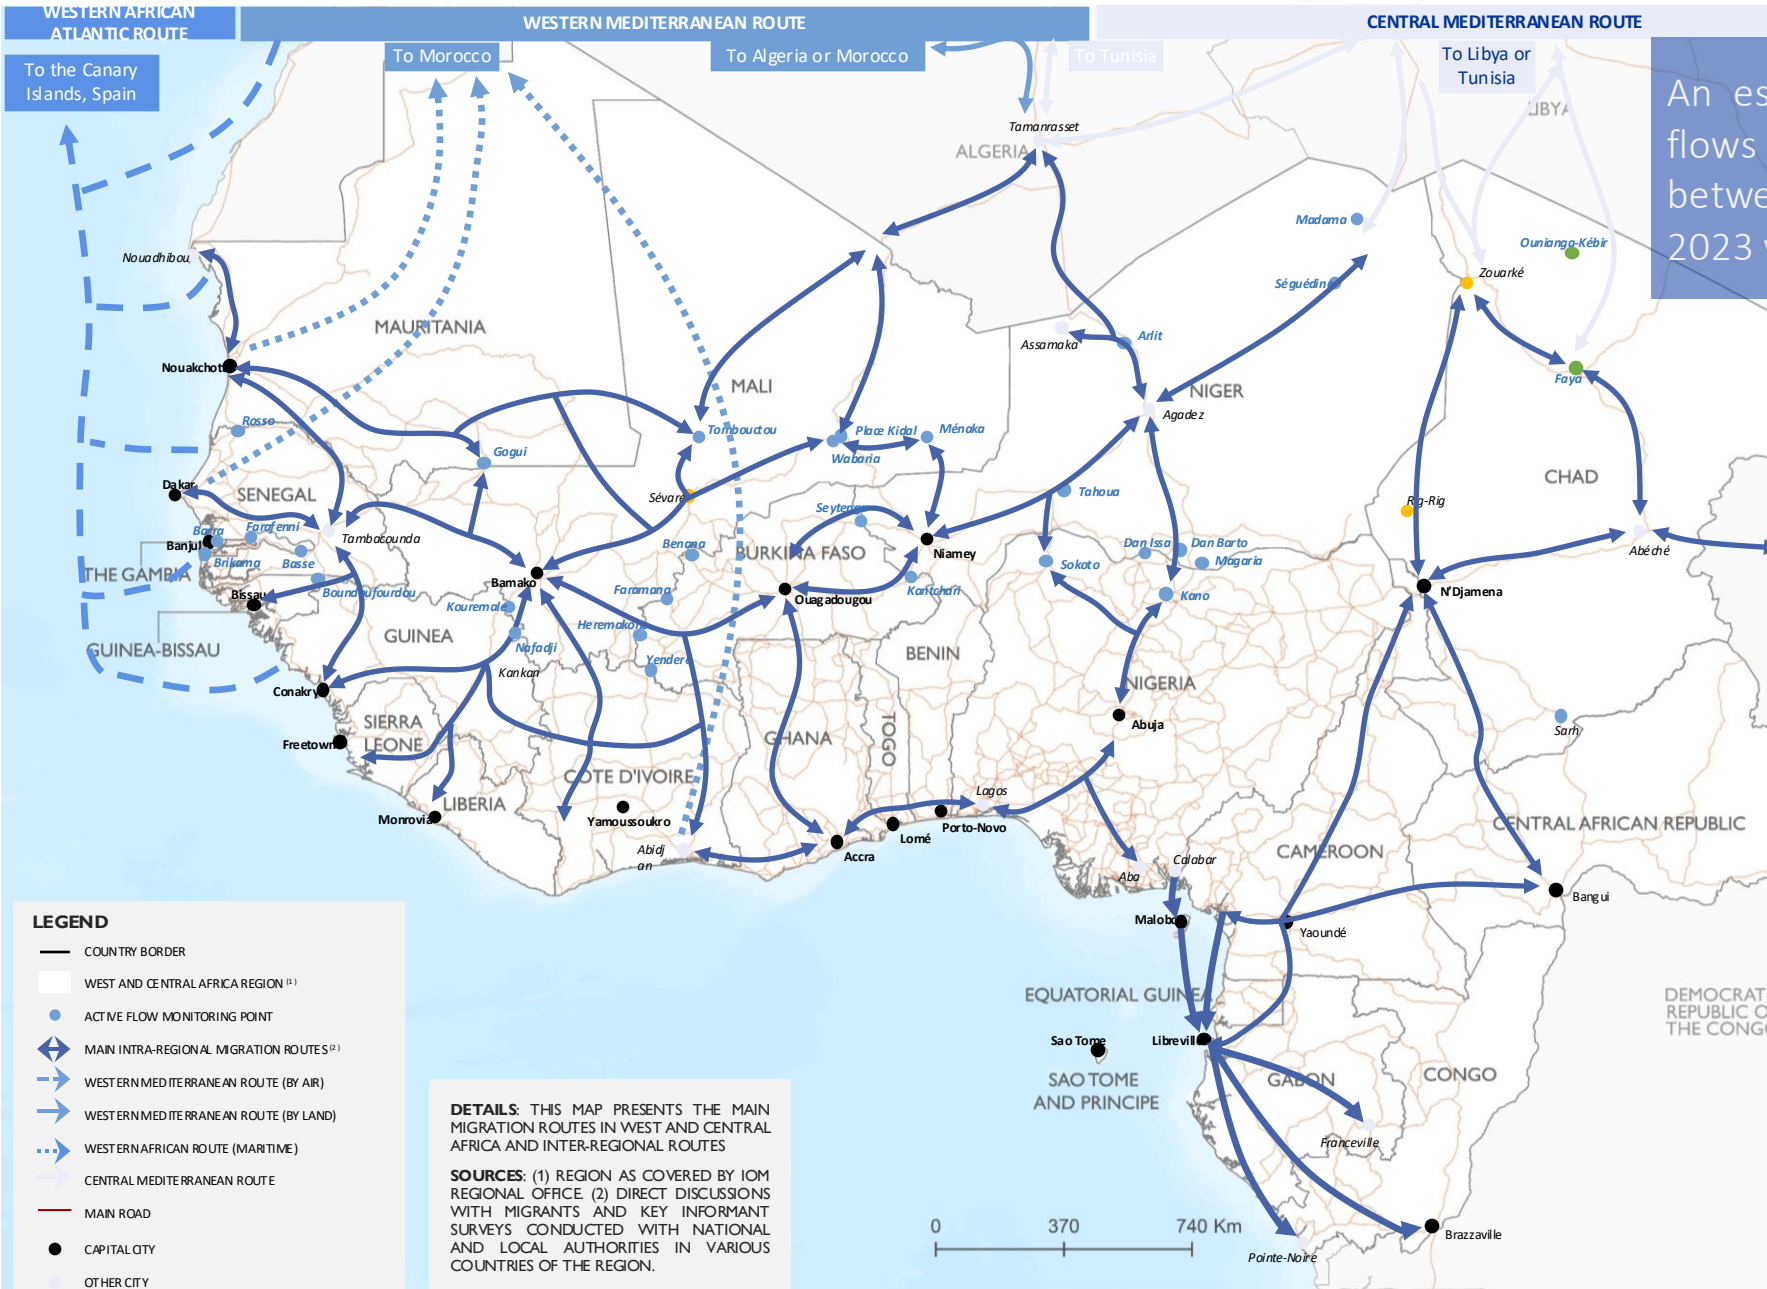 WESTERN AFRICAN
ATLANTIC ROUTE
WESTERN MEDITERRANEAN ROUTE
CENTRAL MEDITERRANEAN ROUTE
To the Canary
Islands, Spain
To Morocco
To Algeria or Morocco
To Tunisia
To Libya or
Tunisia
An es
flows
betwe
2023
LIBYA
Tamanrasset
ALGERIA
Madama
Ounianga-Kébir
Nouadhibou
Zouarké
Séguédine
MAURITANIA
Assamaka
Arlit
Nouakchott
MALI
NIGER
Faya
Agadez
Rosso
Tombouctou
Place Kidal
Ménaka
Gogui
Wabaria
CHAD
Dakar
SENEGAL
Sévaré
Tahoua
Rig-Rig
Seytenga
Barra
Farafenni
Tambacounda
Banjul
Benena
BURKINA FASO
Niamey
Dan Issa
Dan Barto
Abéché
Brikama
Basse
Sokoto
Magaria
THE GAMBIA
Bamako
Bissau
Boundoufourdou
Kouremale
Faramana
Ouagadougou
Kantchari
Kano
N'Djamena
GUINEA-BISSAU
GUINEA
Heremakono
Nafadji
Yendere
BENIN
Kankan
Conakry
NIGERIA
SIERRA
LEONE
Freetown
GHANA
TOGO
Abuja
Sarh
COTE D'IVOIRE
LIBERIA
Monrovia
Yamoussoukro
Lagos
Porto-Novo
Lomé
Accra
CENTRAL AFRICAN REPUBLIC
Abidj
an
CAMEROON
Calabar
Aba
Bangui
Malobo
Yaoundé
EQUATORIAL GUINEA
DEMOCRAT
REPUBLIC O
THE CONG
Sao Tome
Libreville
SAO TOME
AND PRINCIPE
GABON
CONGO
Franceville
Brazzaville
Pointe-Noire
LEGEND
COUNTRY BORDER
WEST AND CENTRAL AFRICA REGION (1)
ACTIVE FLOW MONITORING POINT
MAIN INTRA-REGIONAL MIGRATION ROUTES (2)
WESTERN MEDITERRANEAN ROUTE (BY AIR)
WESTERN MEDITERRANEAN ROUTE (BY LAND)
WESTERN AFRICAN ROUTE (MARITIME)
CENTRAL MEDITERRANEAN ROUTE
MAIN ROAD
CAPITAL CITY
OTHER CITY
DETAILS: THIS MAP PRESENTS THE MAIN
MIGRATION ROUTES IN WEST AND CENTRAL
AFRICA AND INTER-REGIONAL ROUTES
SOURCES: (1) REGION AS COVERED BY IOM
REGIONAL OFFICE. (2) DIRECT DISCUSSIONS
WITH MIGRANTS AND KEY INFORMANT
SURVEYS CONDUCTED WITH NATIONAL
AND LOCAL AUTHORITIES IN VARIOUS
COUNTRIES OF THE REGION.
0 370 740 Km